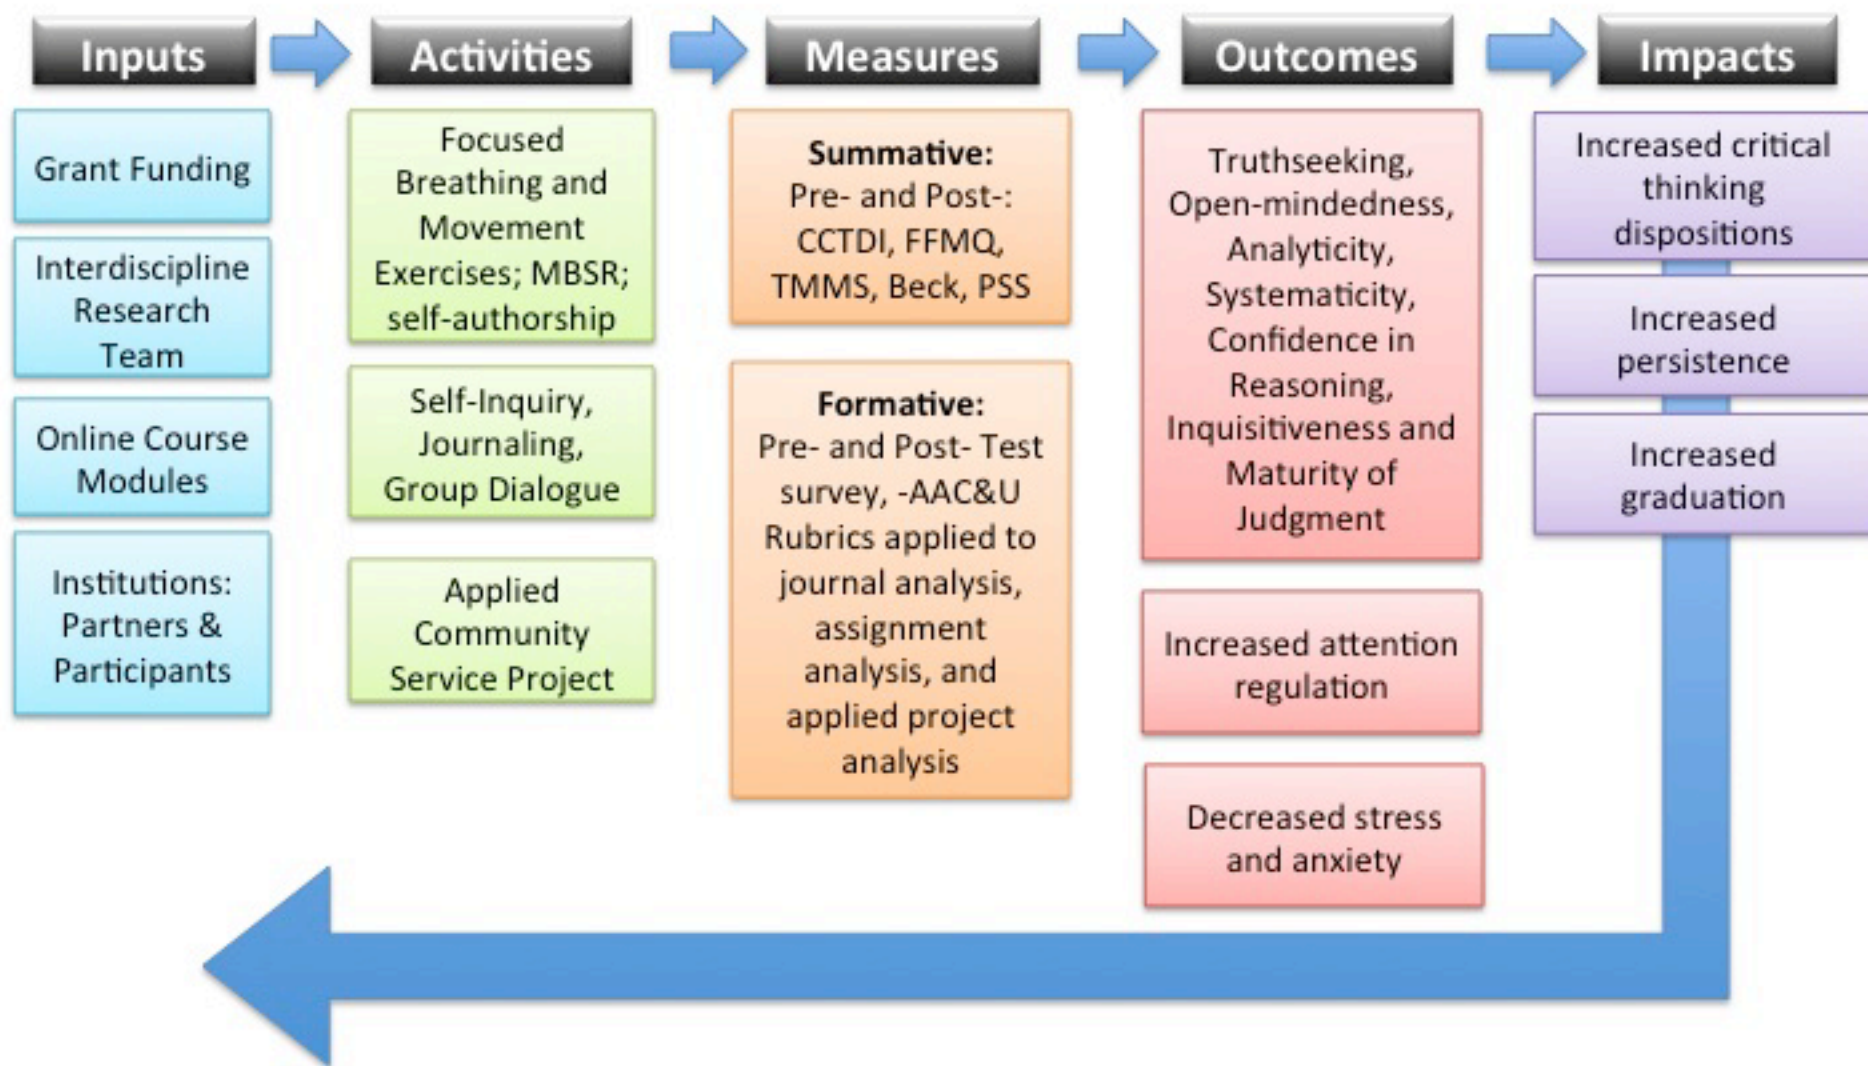 Inputs
Activities
Measures
Outcomes
Impacts
Grant Funding
Interdiscipline
Research
Team
Online Course
Modules
Institutions:
Partners &
Participants
Focused
Breathing and
Movement
Exercises; MBSR;
self-authorship
Self-Inquiry,
Journaling,
Group Dialogue
Applied
Community
Service Project
Summative:
Pre- and Post-:
CCTDI, FFMQ,
TMMS, Beck, PSS
Formative:
Pre- and Post- Test
survey, -AAC&U
Rubrics applied to
journal analysis,
assignment
analysis, and
applied project
analysis
Truthseeking,
Open-mindedness,
Analyticity,
Systematicity,
Confidence in
Reasoning,
Inquisitiveness and
Maturity of
Judgment
Increased attention
regulation
Decreased stress
and anxiety
Increased critical
thinking
dispositions
Increased
persistence
Increased
graduation